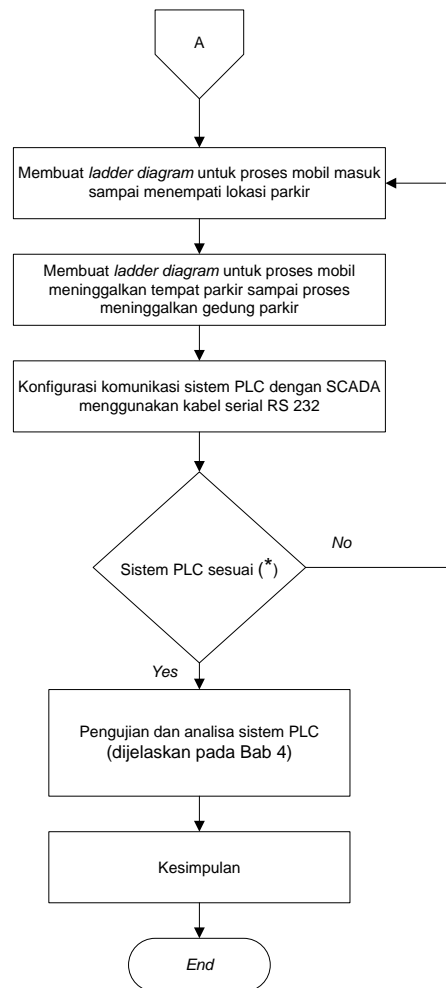 A
Membuat ladder diagram untuk proses mobil masuk
sampai menempati lokasi parkir
Membuat ladder diagram untuk proses mobil
meninggalkan tempat parkir sampai proses
meninggalkan gedung parkir
Konfigurasi komunikasi sistem PLC dengan SCADA
menggunakan kabel serial RS 232
Sistem PLC sesuai (*)
No
Yes
Pengujian dan analisa sistem PLC
(dijelaskan pada Bab 4)
Kesimpulan
End